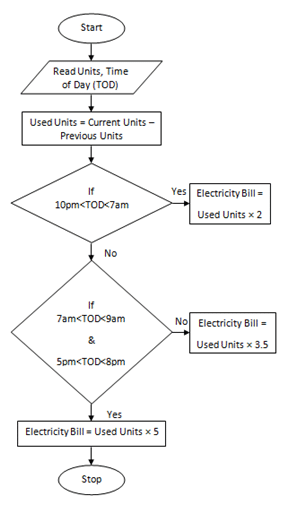 Start
Read Units, Time
of Day (TOD)
Used Units = Current Units –
Previous Units
If
10pm<TOD<7am
Yes
Electricity Bill =
Used Units × 2
No
If
7am<TOD<9am
&
5pm<TOD<8pm
No
Electricity Bill =
Used Units × 3.5
Yes
Electricity Bill = Used Units × 5
Stop